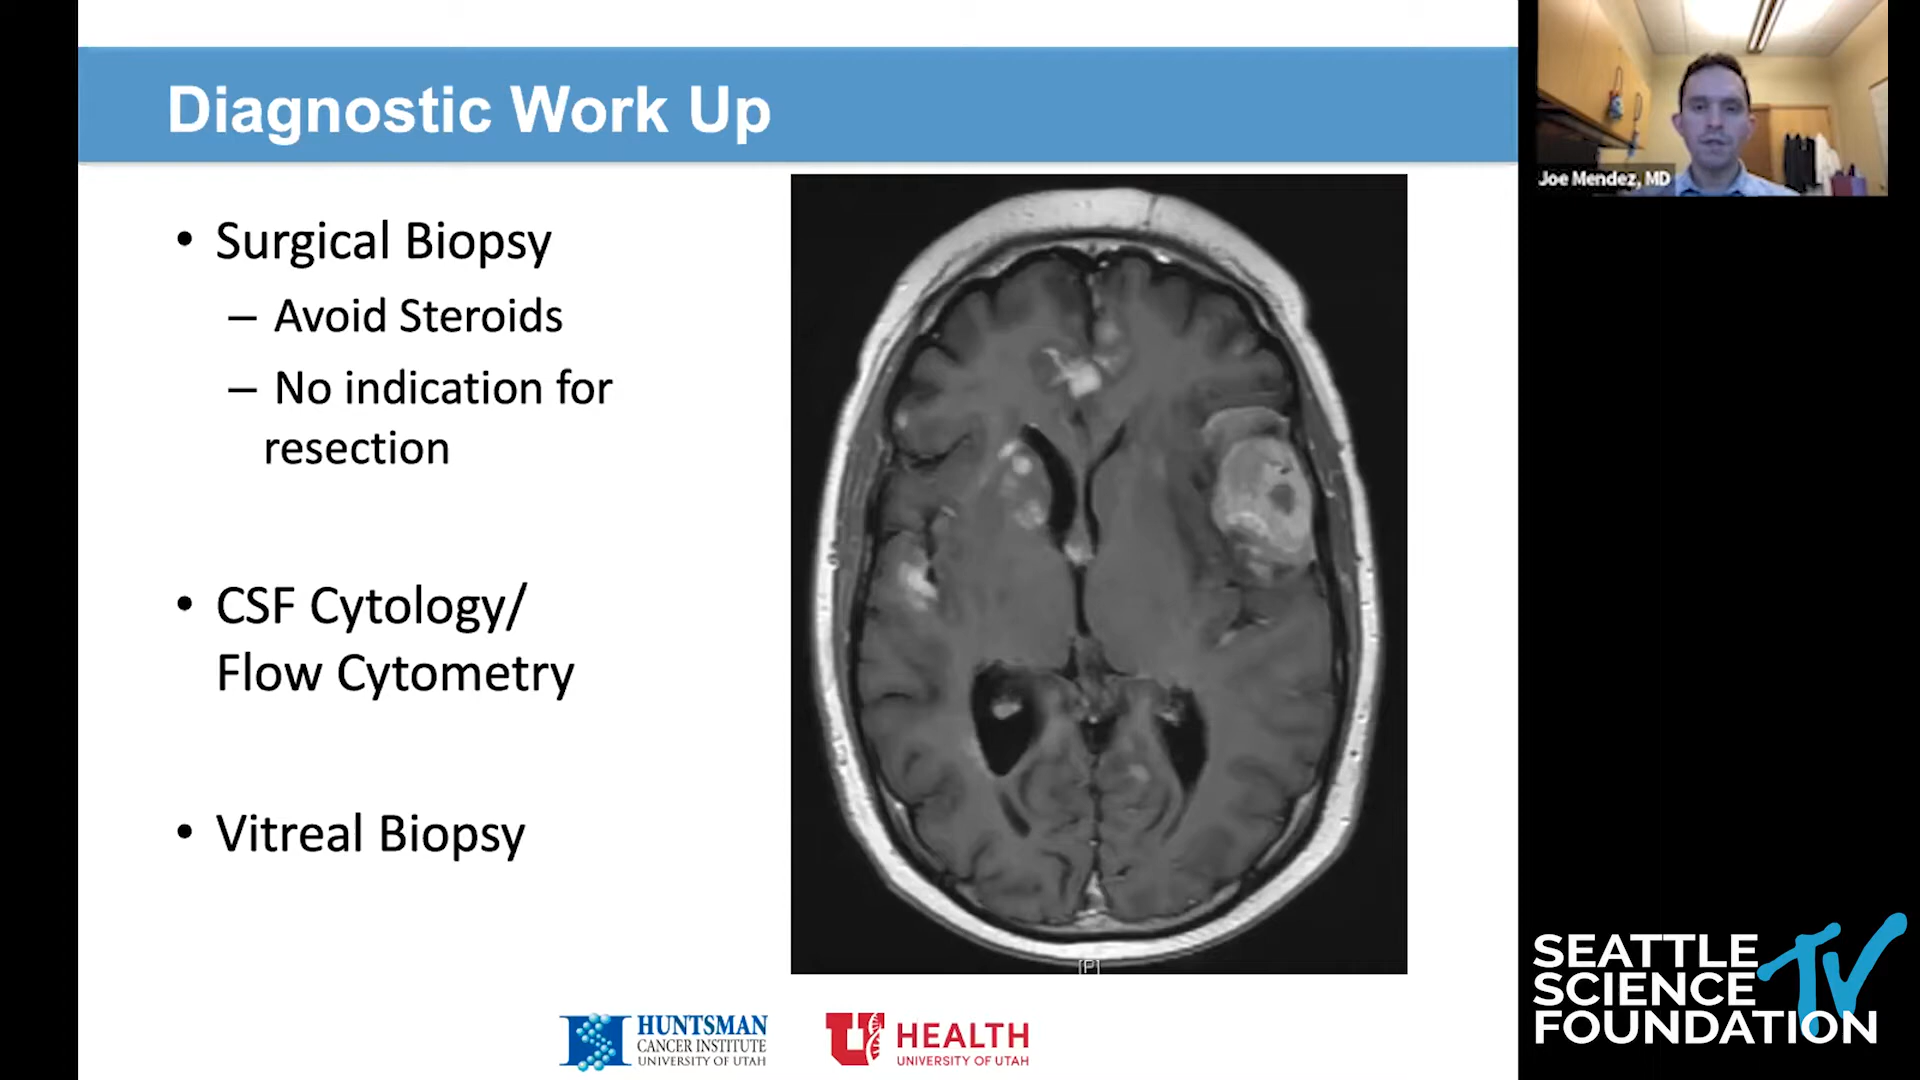 Diagnostic Work Up
• Surgical Biopsy
– Avoid Steroids
– No indication for
resection
• CSF Cytology/
Flow Cytometry
• Vitreal Biopsy
[P]
HUNTSMAN
CANCER INSTITUTE
UNIVERSITY OF UTAH
U
HEALTH
UNIVERSITY OF UTAH
Joe Mendez, MD
SEATTLE
SCIENCE
FOUNDATION
TV